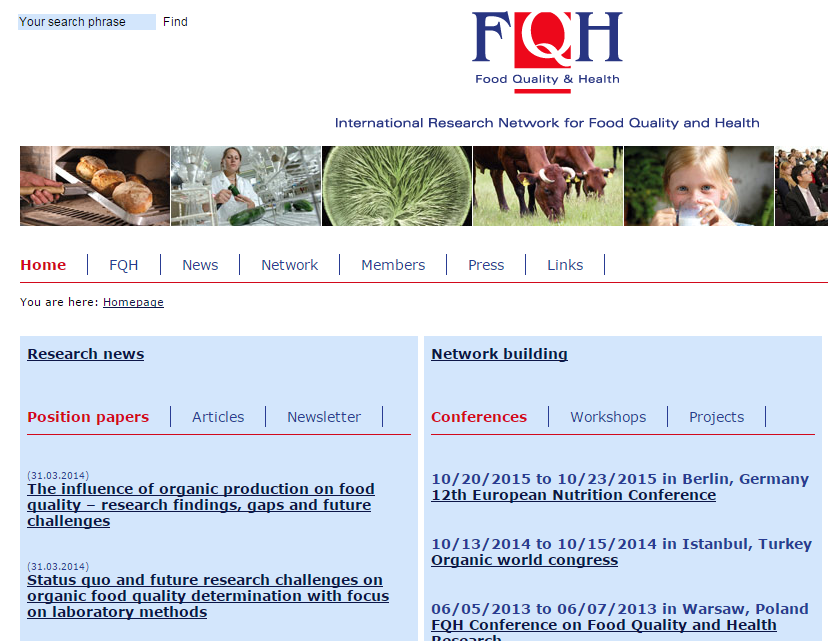 Your search phrase Find
FQH
Food Quality & Health
International Research Network for Food Quality and Health
Home FQH News Network Members Press Links
You are here: Homepage
Research news
Position papers Articles Newsletter
(31.03.2014)
The influence of organic production on food
quality – research findings, gaps and future
challenges
(31.03.2014)
Status quo and future research challenges on
organic food quality determination with focus
on laboratory methods
Network building
Conferences Workshops Projects
10/20/2015 to 10/23/2015 in Berlin, Germany
12th European Nutrition Conference
10/13/2014 to 10/15/2014 in Istanbul, Turkey
Organic world congress
06/05/2013 to 06/07/2013 in Warsaw, Poland
FQH Conference on Food Quality and Health
Research